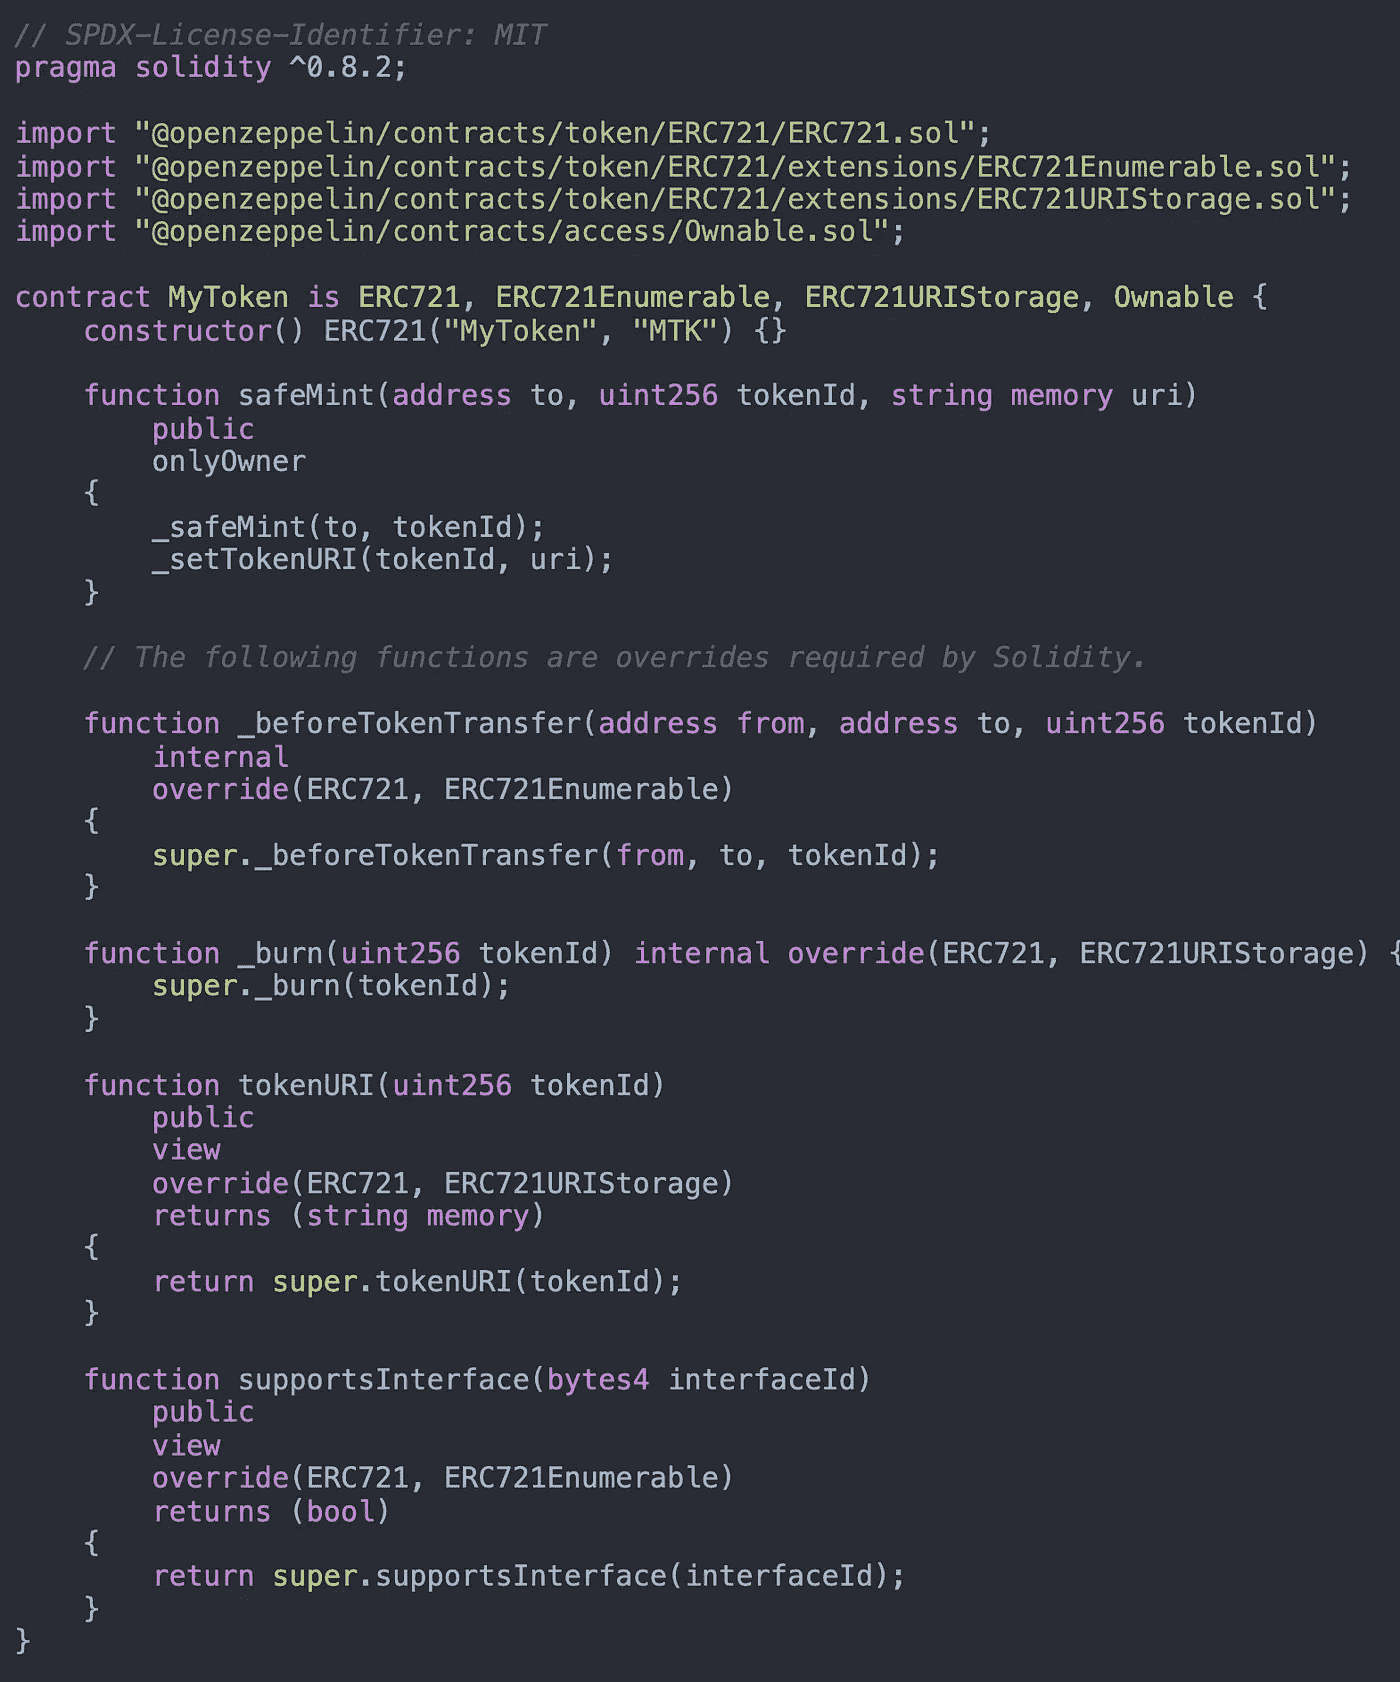 // SPDX-License-Identifier: MIT
pragma solidity ^0.8.2;

import "@openzeppelin/contracts/token/ERC721/ERC721.sol";
import "@openzeppelin/contracts/token/ERC721/extensions/ERC721Enumerable.sol";
import "@openzeppelin/contracts/token/ERC721/extensions/ERC721URIStorage.sol";
import "@openzeppelin/contracts/access/Ownable.sol";

contract MyToken is ERC721, ERC721Enumerable, ERC721URIStorage, Ownable {
    constructor() ERC721("MyToken", "MTK") {}

    function safeMint(address to, uint256 tokenId, string memory uri)
        public
        onlyOwner
    {
        _safeMint(to, tokenId);
        _setTokenURI(tokenId, uri);
    }

    // The following functions are overrides required by Solidity.

    function _beforeTokenTransfer(address from, address to, uint256 tokenId)
        internal
        override(ERC721, ERC721Enumerable)
    {
        super._beforeTokenTransfer(from, to, tokenId);
    }

    function _burn(uint256 tokenId) internal override(ERC721, ERC721URIStorage) {
        super._burn(tokenId);
    }

    function tokenURI(uint256 tokenId)
        public
        view
        override(ERC721, ERC721URIStorage)
        returns (string memory)
    {
        return super.tokenURI(tokenId);
    }

    function supportsInterface(bytes4 interfaceId)
        public
        view
        override(ERC721, ERC721Enumerable)
        returns (bool)
    {
        return super.supportsInterface(interfaceId);
    }
}